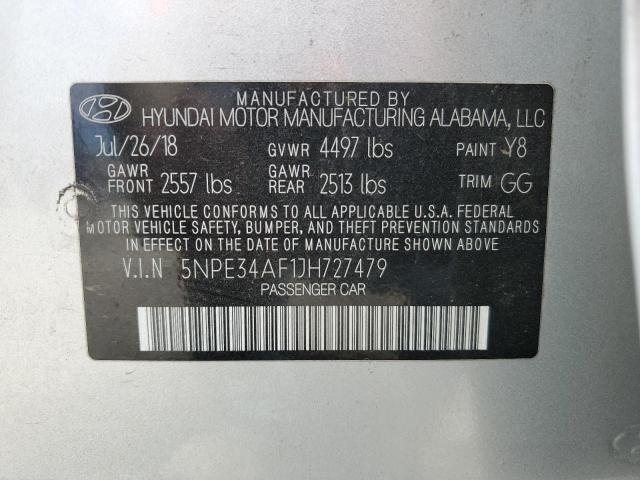 MANUFACTURED BY
HYUNDAI MOTOR MANUFACTURING ALABAMA, LLC
Jul/26/18 GVWR 4497 lbs PAINT Y8
GAWR FRONT 2557 lbs GAWR REAR 2513 lbs TRIM GG
THIS VEHICLE CONFORMS TO ALL APPLICABLE U.S.A. FEDERAL
MOTOR VEHICLE SAFETY, BUMPER, AND THEFT PREVENTION STANDARDS
IN EFFECT ON THE DATE OF MANUFACTURE SHOWN ABOVE
V.I.N 5NPE34AF1JH727479
PASSENGER CAR